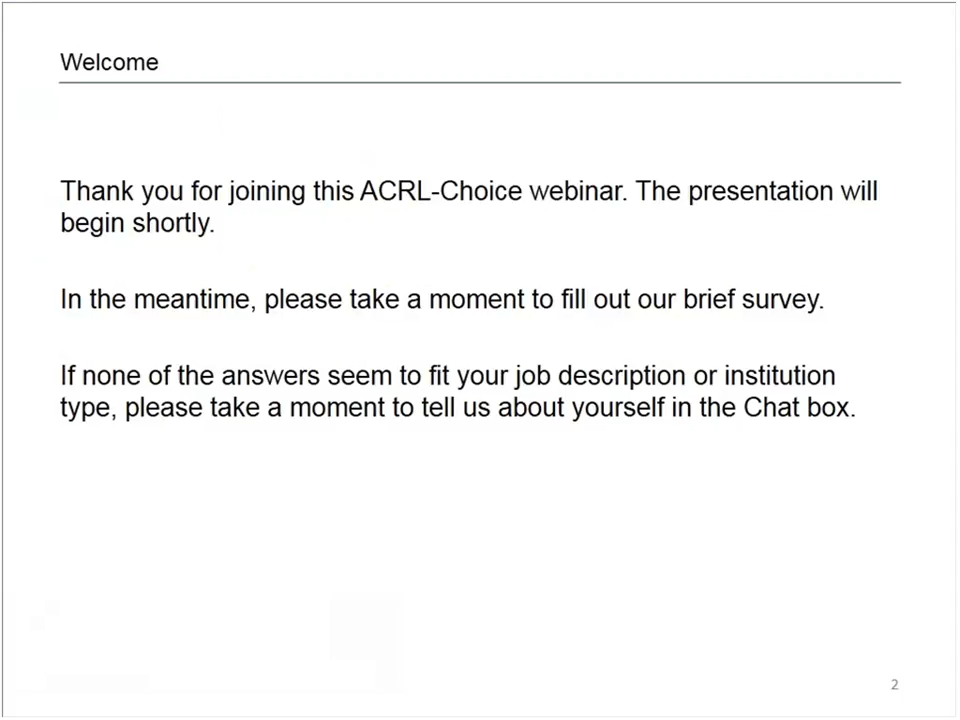 Welcome
Thank you for joining this ACRL-Choice webinar. The presentation will
begin shortly.
In the meantime, please take a moment to fill out our brief survey.
If none of the answers seem to fit your job description or institution
type, please take a moment to tell us about yourself in the Chat box.
2